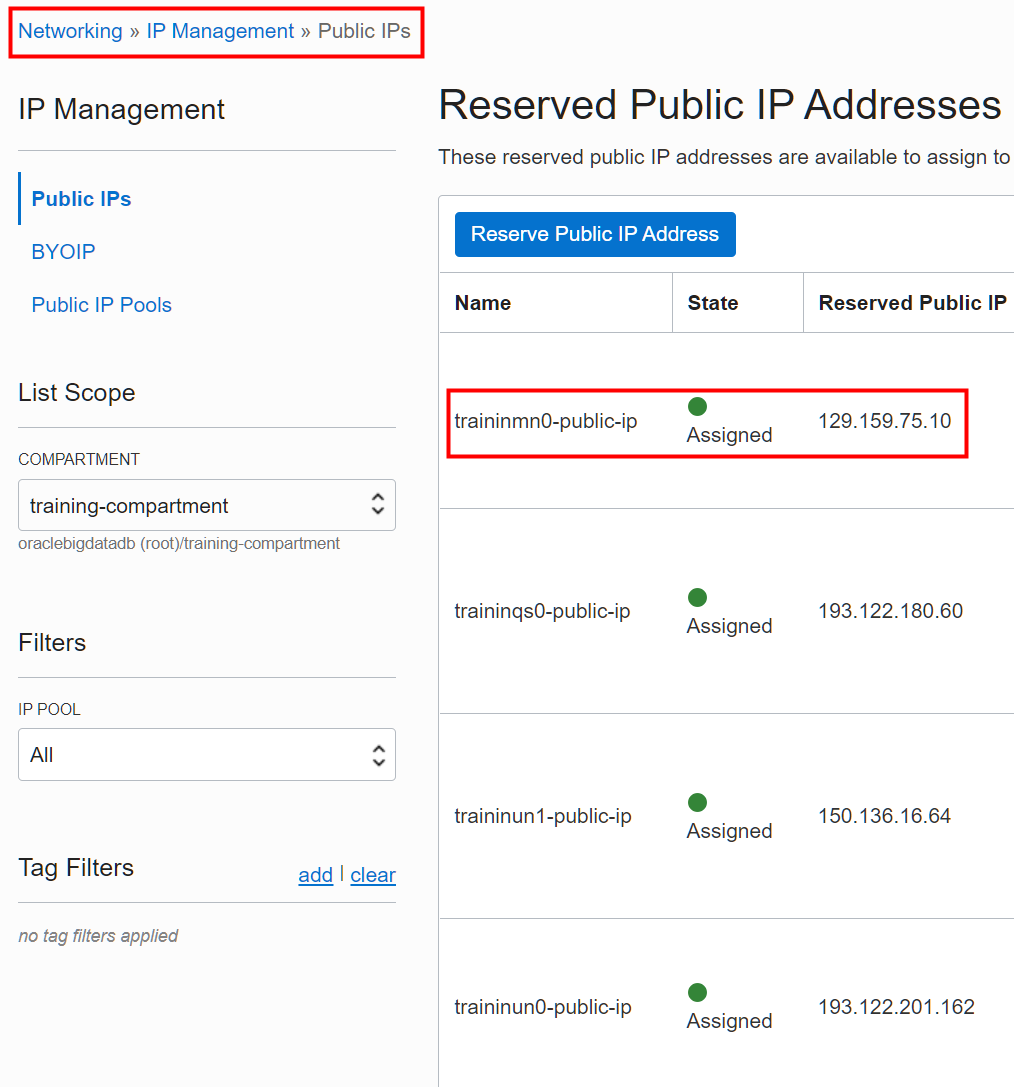 Networking » IP Management » Public IPs
IP Management
Public IPs
BYOIP
Public IP Pools
List Scope
COMPARTMENT
training-compartment
oraclebigdatadb (root)/training-compartment
Filters
IP POOL
All
Tag Filters
add | clear
no tag filters applied
Reserved Public IP Addresses
These reserved public IP addresses are available to assign to
Reserve Public IP Address
Name State Reserved Public IP
traininmn0-public-ip Assigned 129.159.75.10
traininqs0-public-ip Assigned 193.122.180.60
traininun1-public-ip Assigned 150.136.16.64
traininun0-public-ip Assigned 193.122.201.162